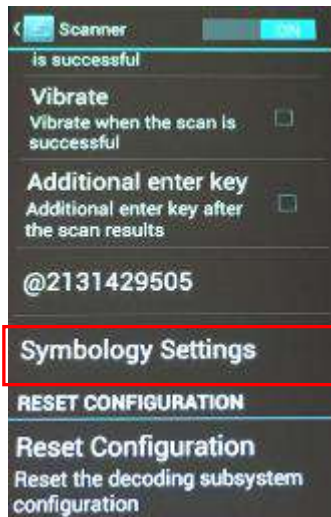 Scanner
ON
is successful
Vibrate
Vibrate when the scan is
successful
Additional enter key
Additional enter key after
the scan results
@2131429505
Symbology Settings
RESET CONFIGURATION
Reset Configuration
Reset the decoding subsystem
configuration